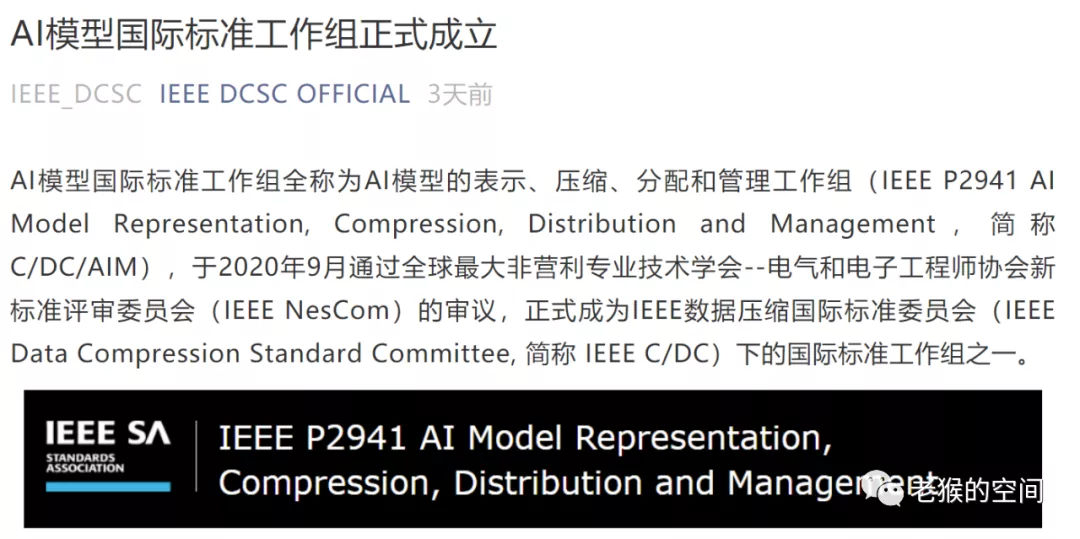 AI模型国际标准工作组正式成立
IEEE_DCSC IEEE DCSC OFFICIAL 3天前
AI模型国际标准工作组全称为AI模型的表示、压缩、分配和管理工作组（IEEE P2941 AI
Model Representation, Compression, Distribution and Management，简称
C/DC/AIM），于2020年9月通过全球最大非营利专业技术学会--电气和电子工程师协会新
标准评审委员会（IEEE NesCom）的审议，正式成为IEEE数据压缩国际标准委员会（IEEE
Data Compression Standard Committee, 简称 IEEE C/DC）下的国际标准工作组之一。
IEEE SA
STANDARDS
ASSOCIATION
IEEE P2941 AI Model Representation,
Compression, Distribution and Management
老猴的空间